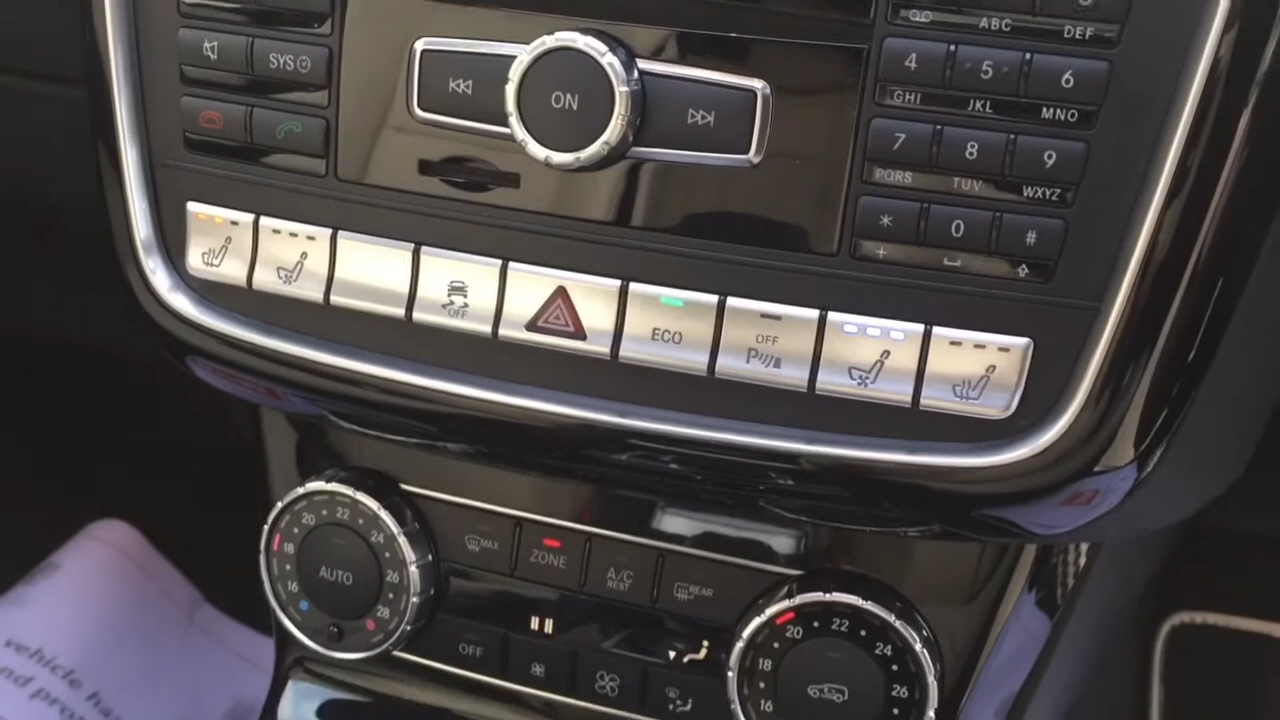 ABC
DEF
SYS
ON
4
5
6
GHI
JKL
MNO
7
8
9
PQRS
TUV
WXYZ
*
0
#
+
OFF
ECO
OFF
P
16
18
20
22
24
26
28
AUTO
MAX
ZONE
A/C
REST
REAR
OFF
16
18
20
22
24
26
vehicle ha